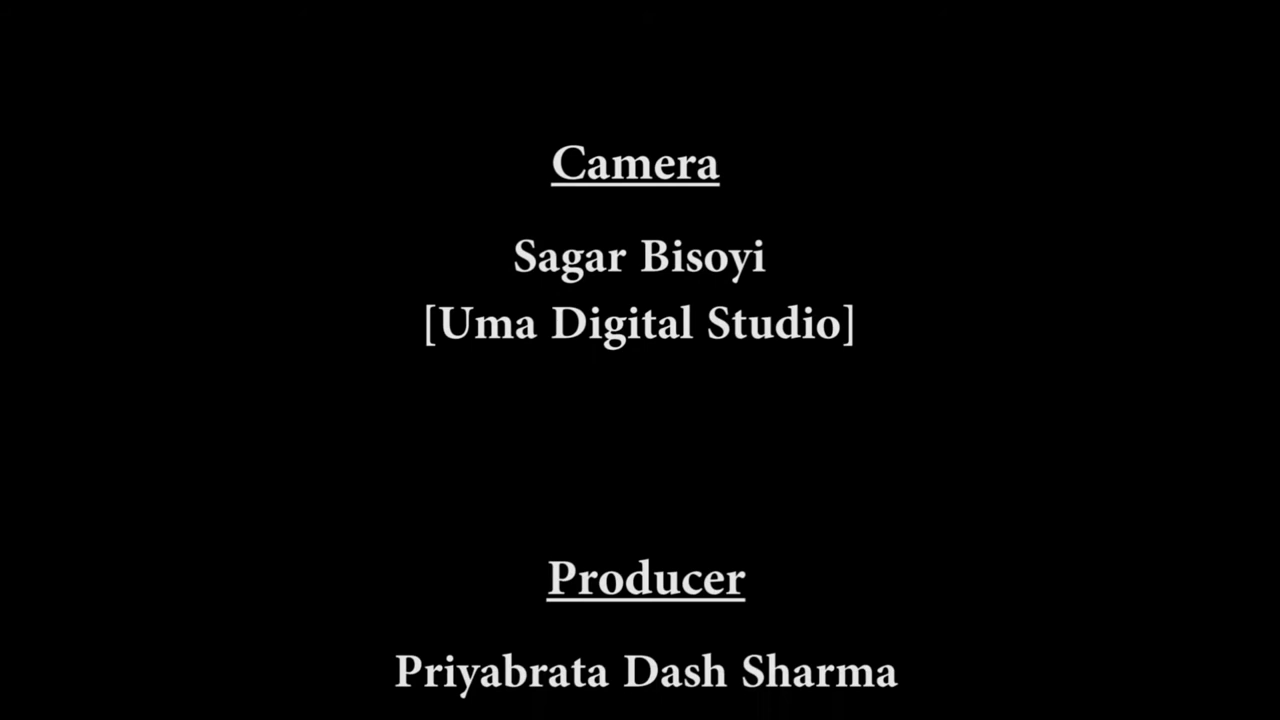 Camera
Sagar Bisoyi
[Uma Digital Studio]
Producer
Priyabrata Dash Sharma